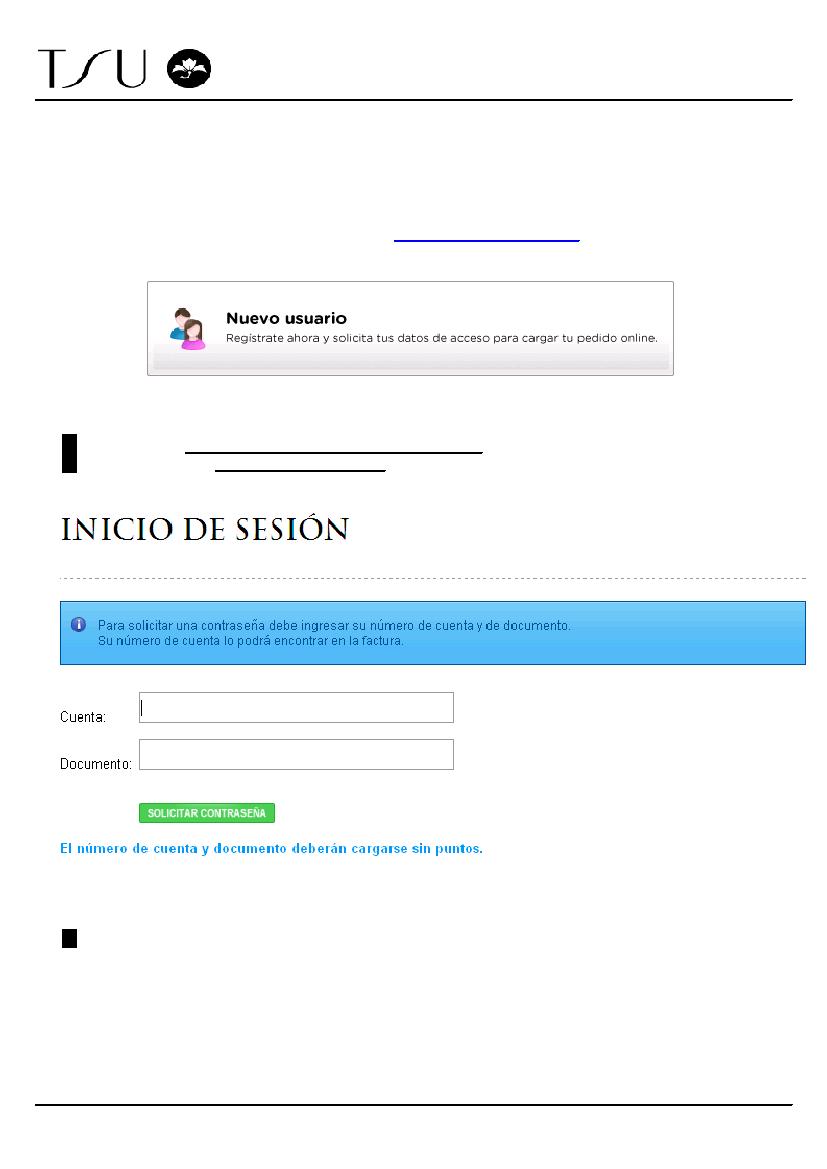 TSU
Nuevo usuario
Regístrate ahora y solicita tus datos de acceso para cargar tu pedido online.
INICIO DE SESIÓN
Para solicitar una contraseña debe ingresar su número de cuenta y de documento.
Su número de cuenta lo podrá encontrar en la factura.
Cuenta:
Documento:
SOLICITAR CONTRASEÑA
El número de cuenta y documento deberán cargarse sin puntos.